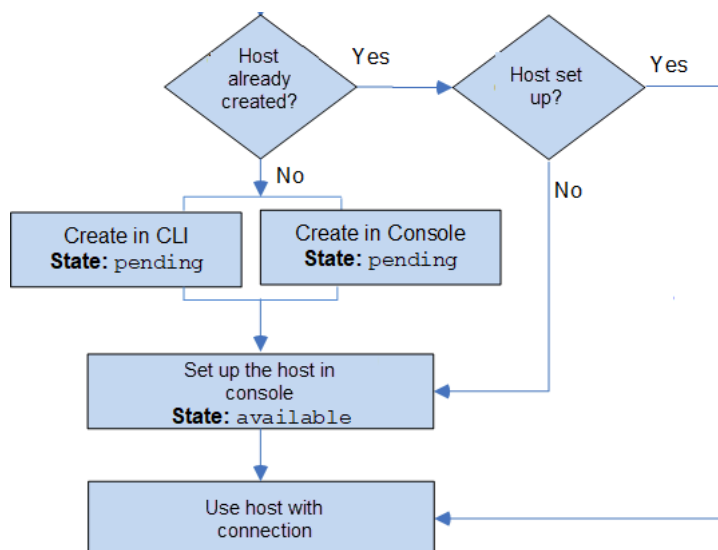 Host
already
created?
Yes
Host set
up?
Yes
No
No
Create in CLI
State: pending
Create in Console
State: pending
Set up the host in
console
State: available
Use host with
connection